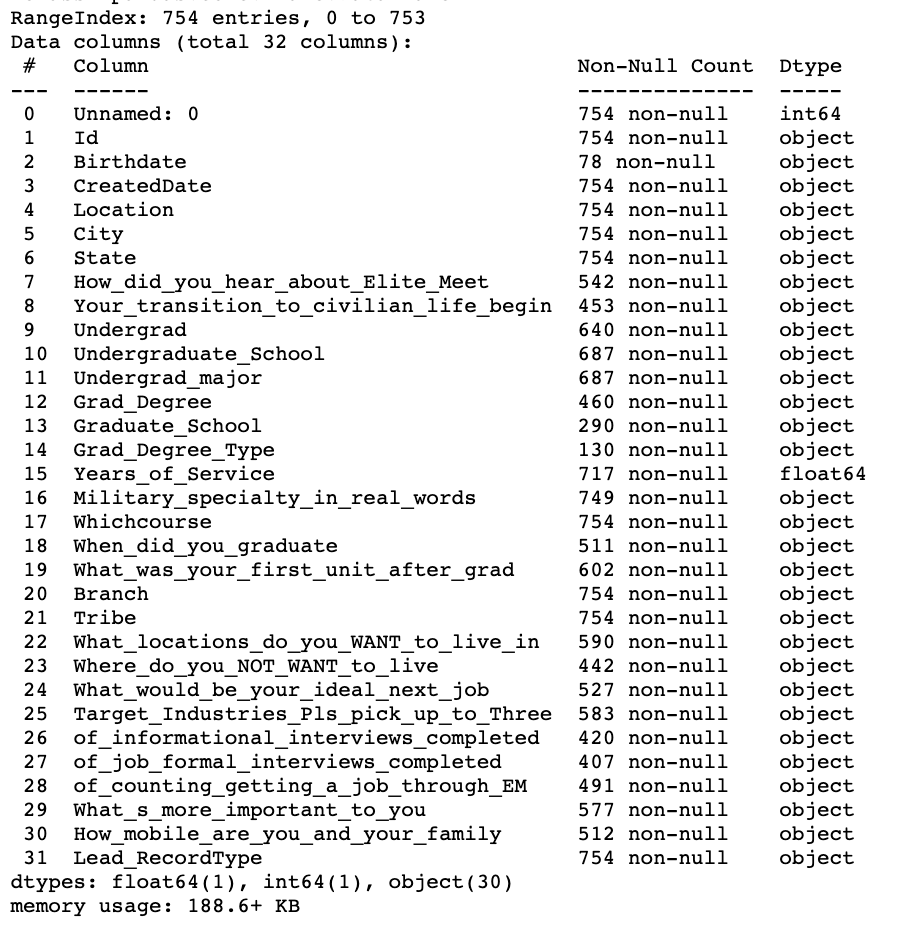 RangeIndex: 754 entries, 0 to 753
Data columns (total 32 columns):
 #   Column                                 Non-Null Count  Dtype
---  ------                                 --------------  -----
 0   Unnamed: 0                             754 non-null    int64
 1   Id                                     754 non-null    object
 2   Birthdate                              78 non-null     object
 3   CreatedDate                            754 non-null    object
 4   Location                               754 non-null    object
 5   City                                   754 non-null    object
 6   State                                  754 non-null    object
 7   How_did_you_hear_about_Elite_Meet      542 non-null    object
 8   Your_transition_to_civilian_life_begin 453 non-null    object
 9   Undergrad                              640 non-null    object
 10  Undergraduate_School                   687 non-null    object
 11  Undergrad_major                        687 non-null    object
 12  Grad_Degree                            460 non-null    object
 13  Graduate_School                        290 non-null    object
 14  Grad_Degree_Type                       130 non-null    object
 15  Years_of_Service                       717 non-null    float64
 16  Military_specialty_in_real_words       749 non-null    object
 17  Whichcourse                            754 non-null    object
 18  When_did_you_graduate                  511 non-null    object
 19  What_was_your_first_unit_after_grad    602 non-null    object
 20  Branch                                 754 non-null    object
 21  Tribe                                  754 non-null    object
 22  What_locations_do_you_WANT_to_live_in  590 non-null    object
 23  Where_do_you_NOT_WANT_to_live          442 non-null    object
 24  What_would_be_your_ideal_next_job      527 non-null    object
 25  Target_Industries_Pls_pick_up_to_Three 583 non-null    object
 26  of_informational_interviews_completed  420 non-null    object
 27  of_job_formal_interviews_completed     407 non-null    object
 28  of_counting_getting_a_job_through_EM   491 non-null    object
 29  What_s_more_important_to_you           577 non-null    object
 30  How_mobile_are_you_and_your_family     512 non-null    object
 31  Lead_RecordType                        754 non-null    object
dtypes: float64(1), int64(1), object(30)
memory usage: 188.6+ KB